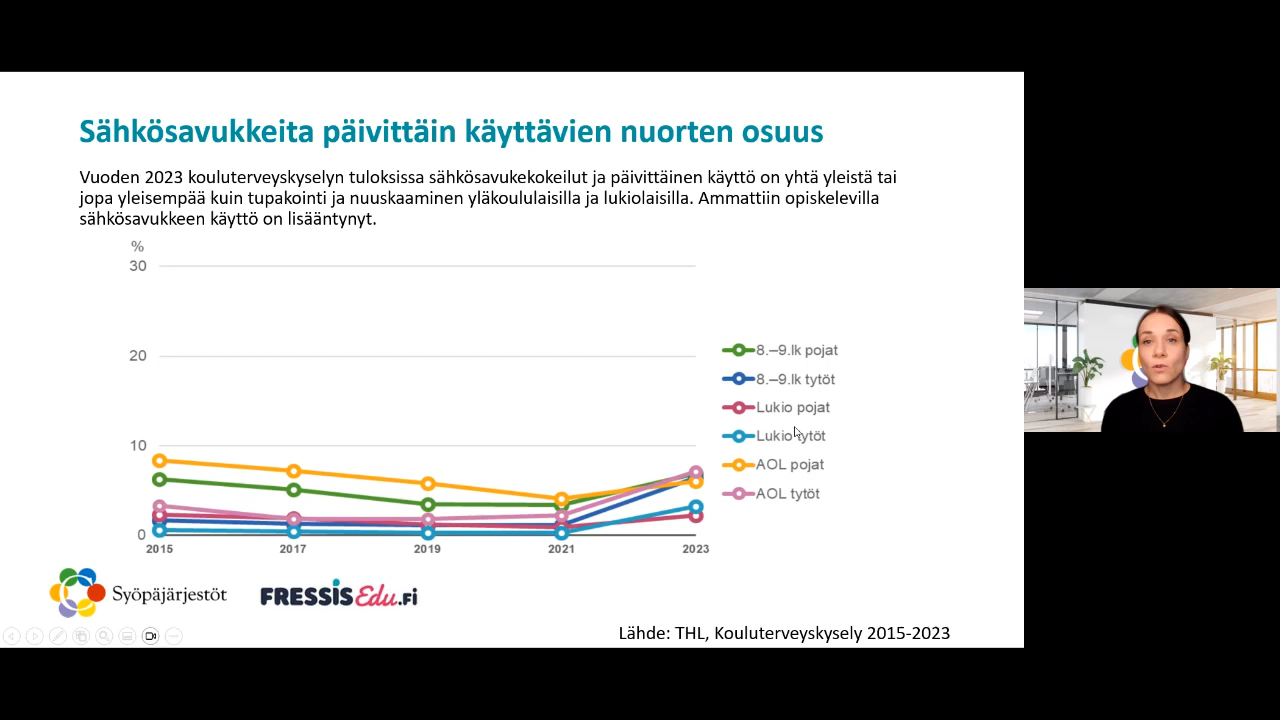 Sähkösavukkeita päivittäin käyttävien nuorten osuus
Vuoden 2023 kouluterveyskyselyn tuloksissa sähkösavukekokeilut ja päivittäinen käyttö on yhtä yleistä tai
jopa yleisempää kuin tupakointi ja nuuskaaminen yläkoululaisilla ja lukiolaisilla. Ammattiin opiskelevilla
sähkösavukkeen käyttö on lisääntynyt.
%
30
20
10
0
2015 2017 2019 2021 2023
8.–9.lk pojat
8.–9.lk tytöt
Lukio pojat
Lukio tytöt
AOL pojat
AOL tytöt
Syöpäjärjestöt
FRESSIS Edu.FI
Lähde: THL, Kouluterveyskysely 2015-2023